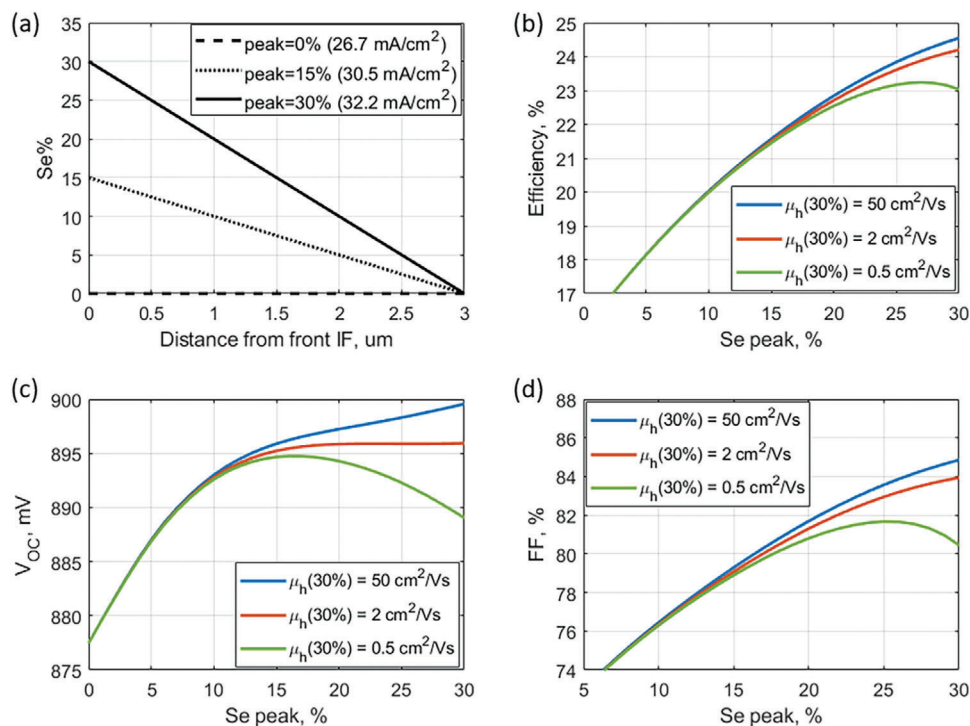 (a)
peak=0% (26.7 mA/cm²)
peak=15% (30.5 mA/cm²)
peak=30% (32.2 mA/cm²)
Se%
40
35
30
25
20
15
10
5
0
0 0.5 1 1.5 2 2.5 3
Distance from front IF, um
(b)
Efficiency, %
25
24
23
22
21
20
19
18
17
μh(30%) = 50 cm²/Vs
μh(30%) = 2 cm²/Vs
μh(30%) = 0.5 cm²/Vs
0 5 10 15 20 25 30
Se peak, %
(c)
VOC, mV
900
895
890
885
880
875
μh(30%) = 50 cm²/Vs
μh(30%) = 2 cm²/Vs
μh(30%) = 0.5 cm²/Vs
0 5 10 15 20 25 30
Se peak, %
(d)
FF, %
88
86
84
82
80
78
76
74
μh(30%) = 50 cm²/Vs
μh(30%) = 2 cm²/Vs
μh(30%) = 0.5 cm²/Vs
5 10 15 20 25 30
Se peak, %